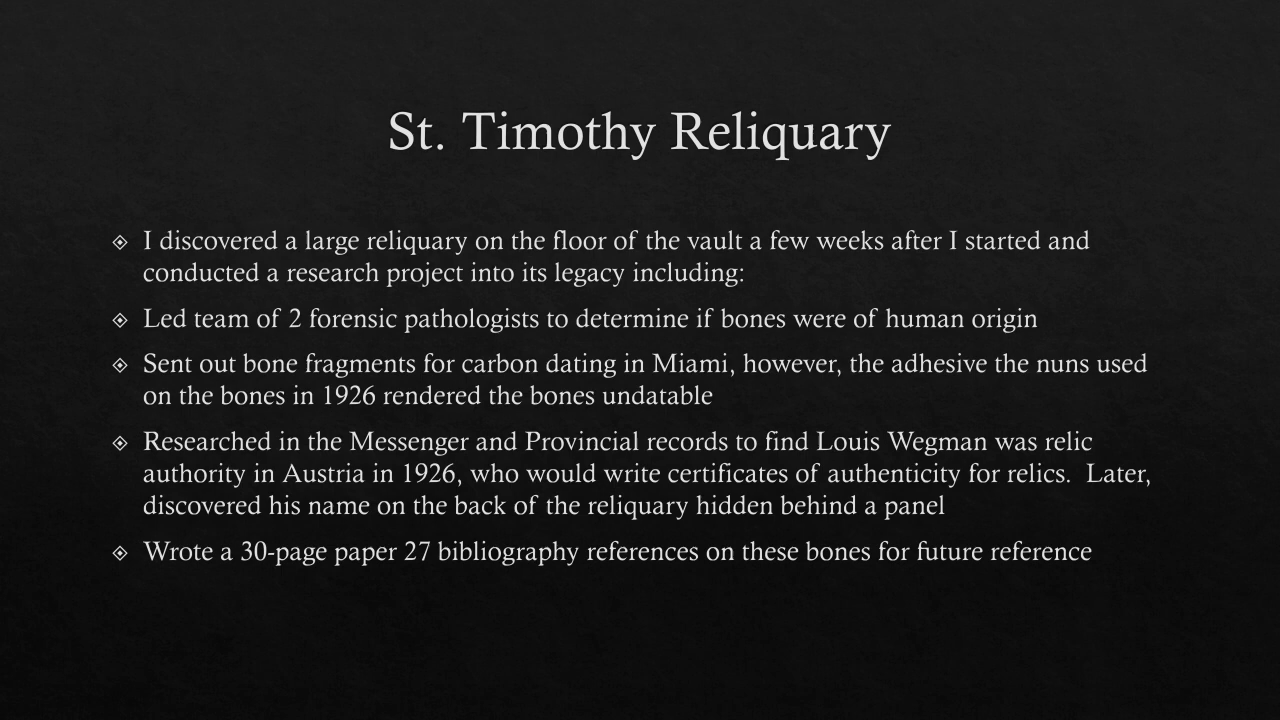 St. Timothy Reliquary
I discovered a large reliquary on the floor of the vault a few weeks after I started and
conducted a research project into its legacy including:
Led team of 2 forensic pathologists to determine if bones were of human origin
Sent out bone fragments for carbon dating in Miami, however, the adhesive the nuns used
on the bones in 1926 rendered the bones undatable
Researched in the Messenger and Provincial records to find Louis Wegman was relic
authority in Austria in 1926, who would write certificates of authenticity for relics.  Later,
discovered his name on the back of the reliquary hidden behind a panel
Wrote a 30-page paper 27 bibliography references on these bones for future reference